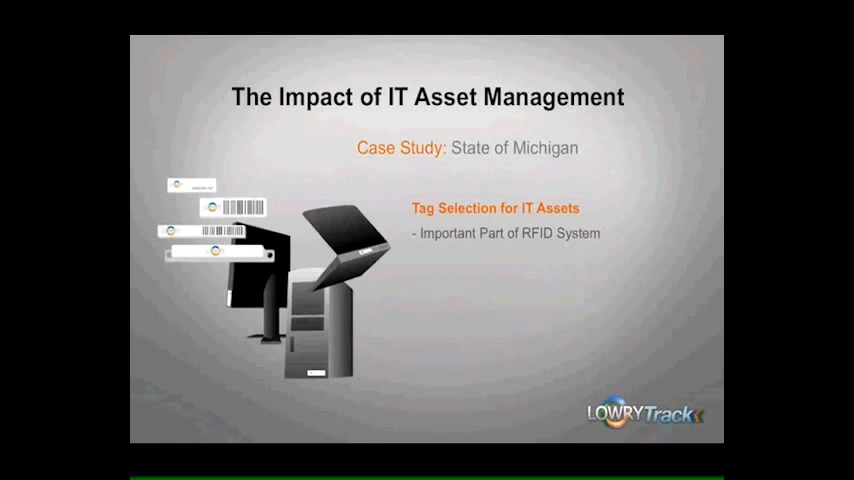 The Impact of IT Asset Management
Case Study: State of Michigan
Tag Selection for IT Assets
- Important Part of RFID System
LOWRYTrack